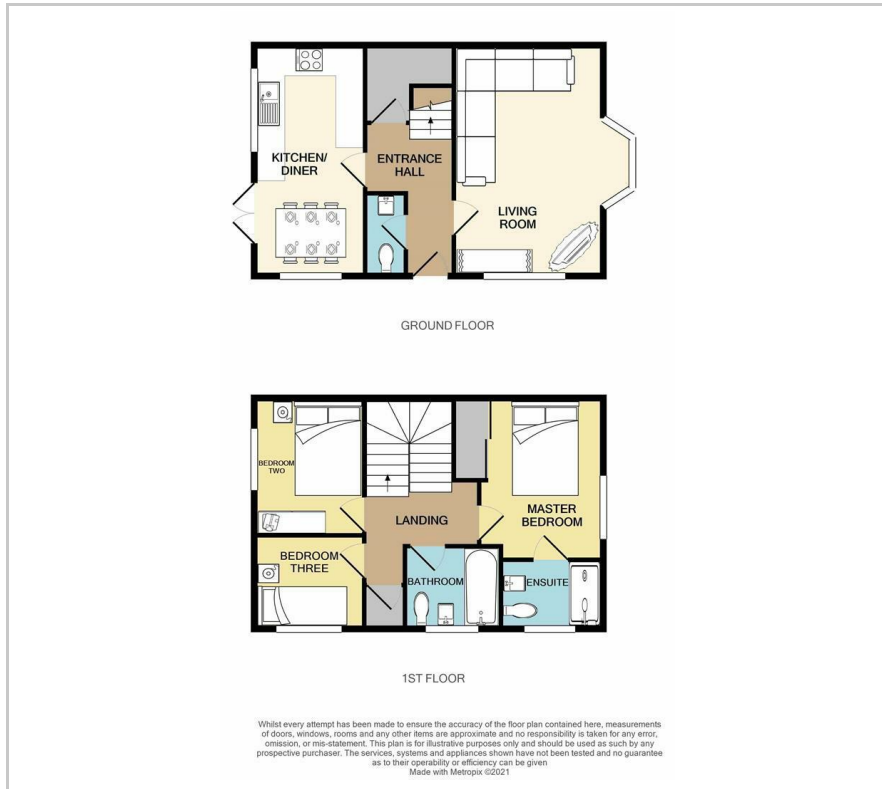 KITCHEN/
DINER
ENTRANCE
HALL
LIVING
ROOM
GROUND FLOOR
BEDROOM
TWO
LANDING
MASTER
BEDROOM
BEDROOM
THREE
BATHROOM
ENSUITE
1ST FLOOR
Whilst every attempt has been made to ensure the accuracy of the floor plan contained here, measurements
of doors, windows, rooms and any other items are approximate and no responsibility is taken for any error,
omission, or mis-statement. This plan is for illustrative purposes only and should be used as such by any
prospective purchaser. The services, systems and appliances shown have not been tested and no guarantee
as to their operability or efficiency can be given
Made with Metropix ©2021